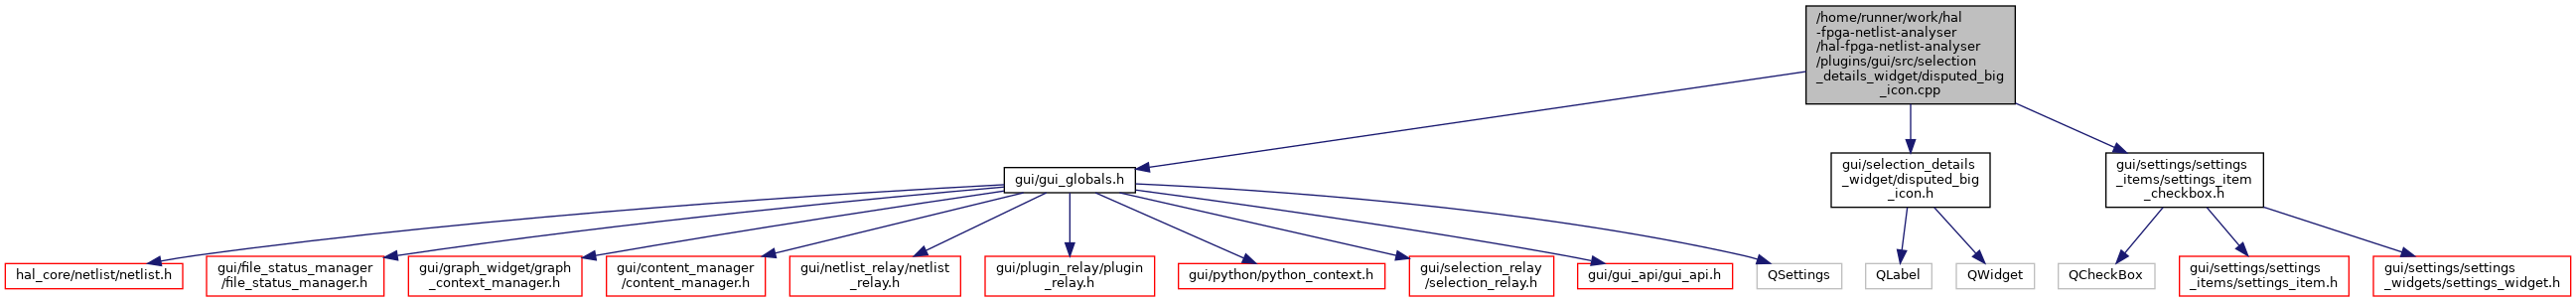 /home/runner/work/hal
-fpga-netlist-analyser
/hal-fpga-netlist-analyser
/plugins/gui/src/selection
_details_widget/disputed_big
_icon.cpp
gui/gui_globals.h
gui/selection_details
_widget/disputed_big
_icon.h
gui/settings/settings
_items/settings_item
_checkbox.h
hal_core/netlist/netlist.h
gui/file_status_manager
/file_status_manager.h
gui/graph_widget/graph
_context_manager.h
gui/content_manager
/content_manager.h
gui/netlist_relay/netlist
_relay.h
gui/plugin_relay/plugin
_relay.h
gui/python/python_context.h
gui/selection_relay
/selection_relay.h
gui/gui_api/gui_api.h
QSettings
QLabel
QWidget
QCheckBox
gui/settings/settings
_items/settings_item.h
gui/settings/settings
_widgets/settings_widget.h